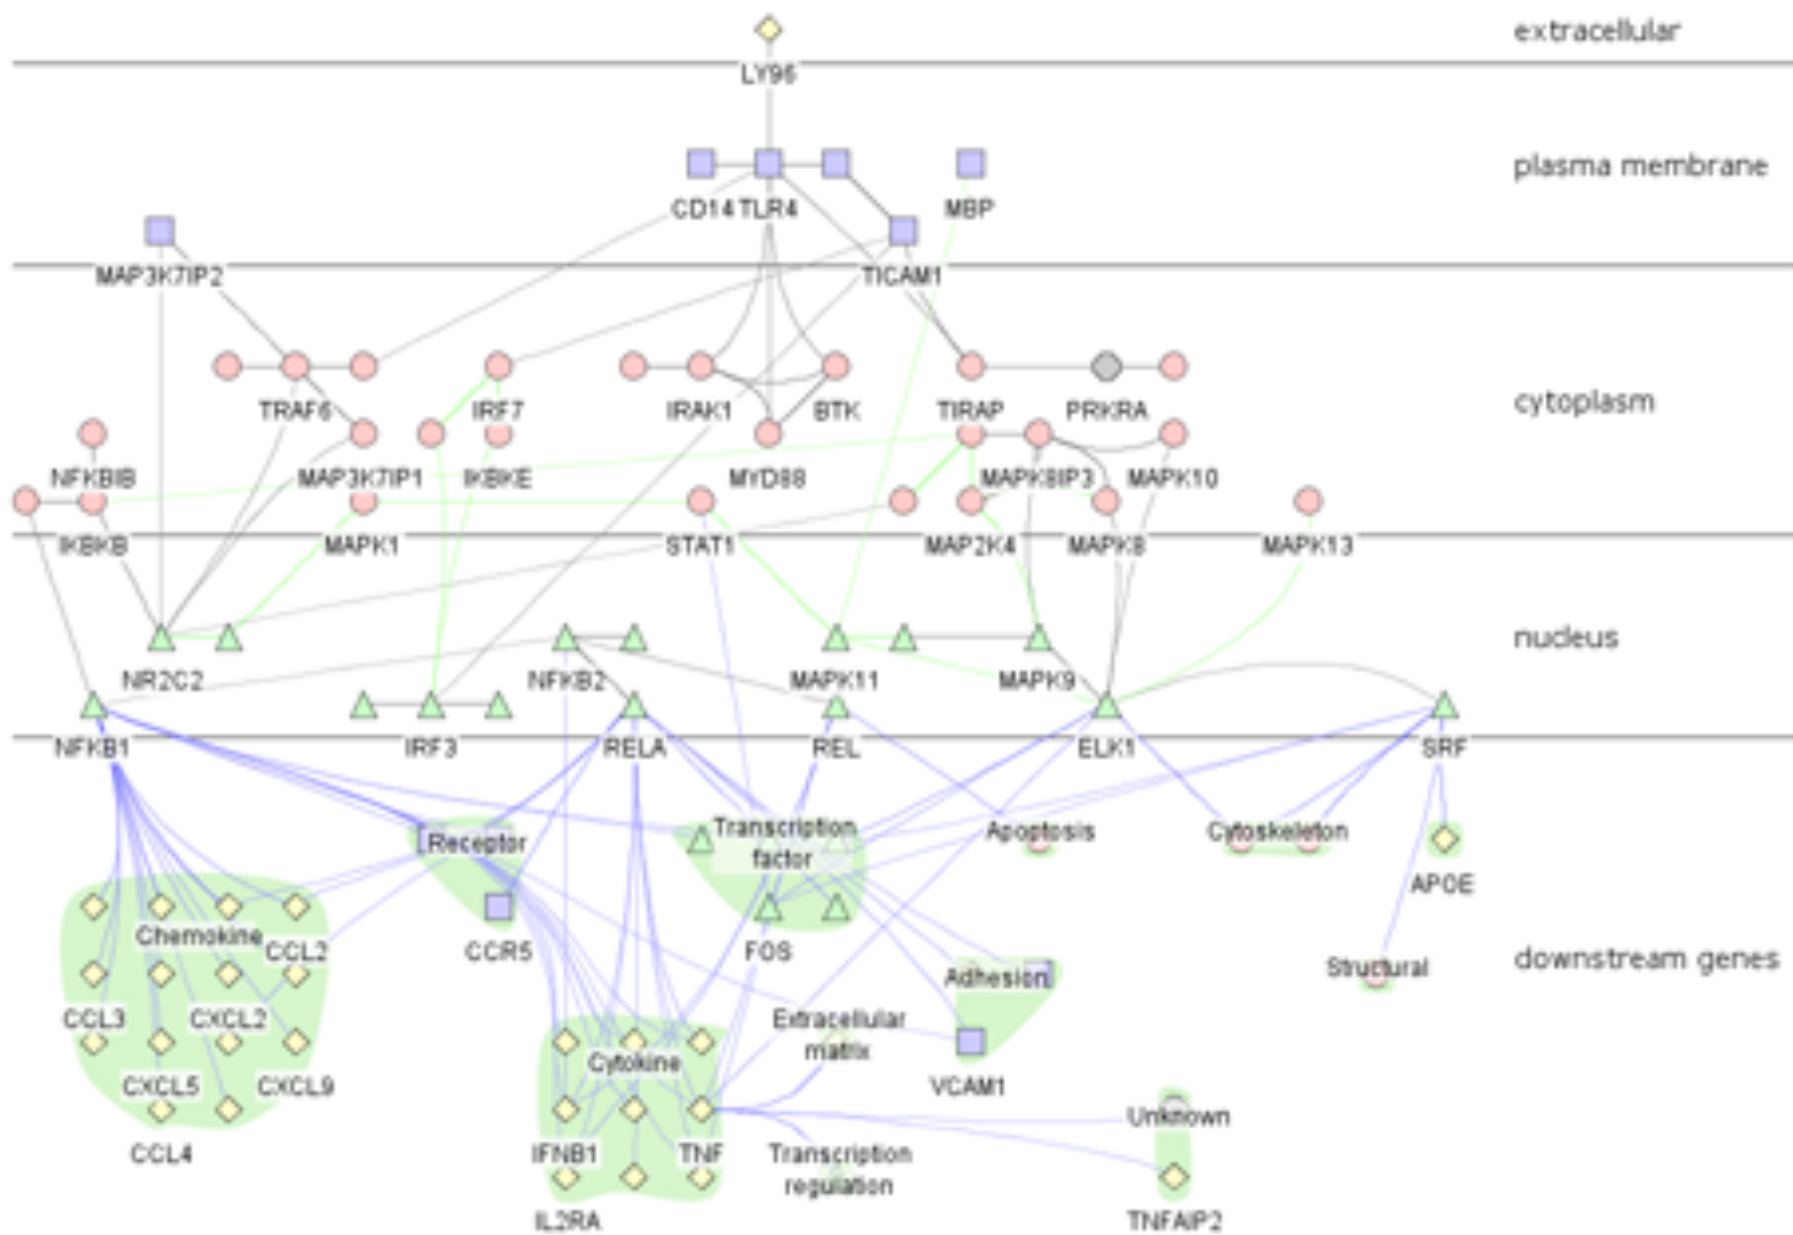 extracellular
LY96
plasma membrane
CD14 TLR4 MBP
MAP3K7IP2 TICAM1
cytoplasm
TRAF6 IRF7 IRAK1 BTK TIRAP PRKRA
NFKBIB MAP3K7IP1 IKBKE MYD88 MAPK8IP3 MAPK10
IKBKB MAPK1 STAT1 MAP2K4 MAPK8 MAPK13
nucleus
NR2C2 NFKB2 MAPK11 MAPK9
NFKB1 IRF3 RELA REL ELK1 SRF
Receptor Transcription Apoptosis Cytoskeleton
factor
APOE
Chemokine CCL2 CCR5 FOS
Adhesion Structural downstream genes
CCL3 CXCL2 Extracellular
matrix
Cytokine
CXCL5 CXCL9 VCAM1
Unknown
CCL4 IFNB1 TNF Transcription
regulation
IL2RA TNFAIP2